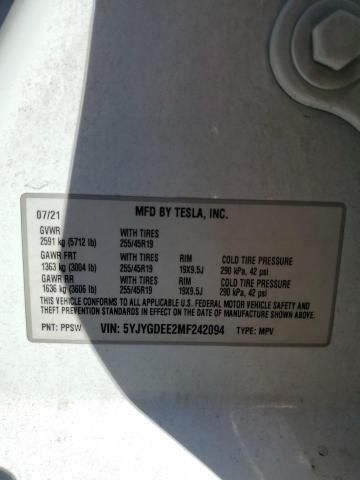 07/21 MFD BY TESLA, INC.
GVWR WITH TIRES
2591 kg (5712 lb) 255/45R19
GAWR FRT WITH TIRES RIM COLD TIRE PRESSURE
1363 kg (3004 lb) 255/45R19 19X9.5J 290 kPa, 42 psi
GAWR RR WITH TIRES RIM COLD TIRE PRESSURE
1636 kg (3606 lb) 255/45R19 19X9.5J 290 kPa, 42 psi
THIS VEHICLE CONFORMS TO ALL APPLICABLE U.S. FEDERAL MOTOR VEHICLE SAFETY AND
THEFT PREVENTION STANDARDS IN EFFECT ON THE DATE OF MANUFACTURE SHOWN ABOVE.
PNT: PPSW VIN: 5YJYGDEE2MF242094 TYPE: MPV